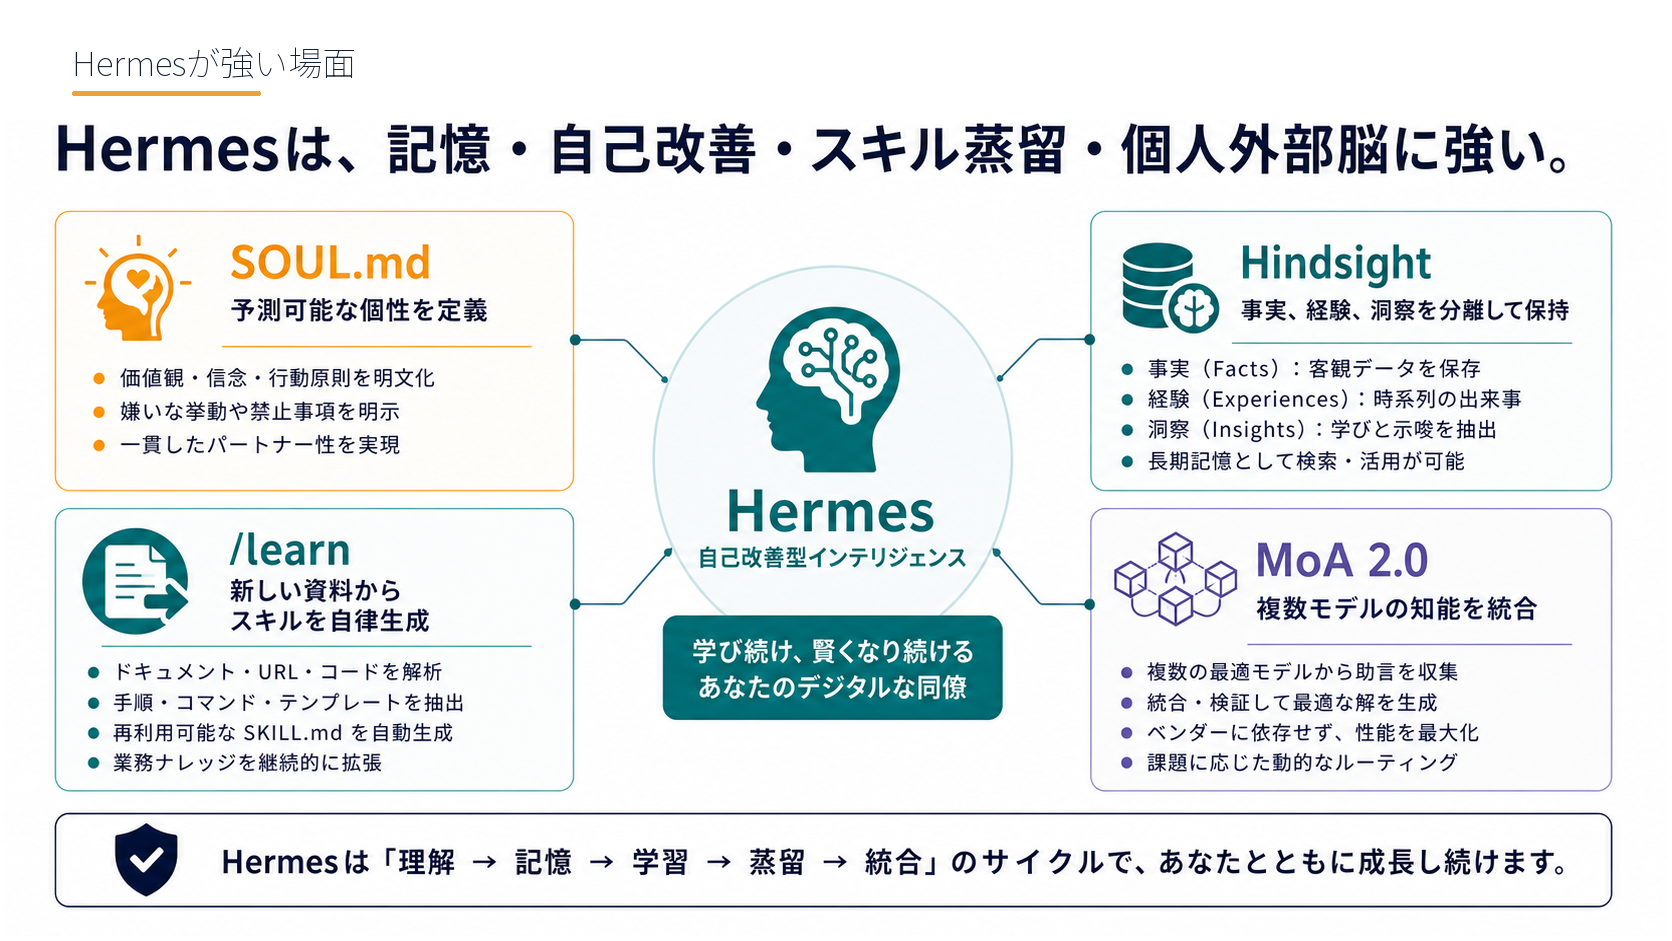 Hermesが強い場面
Hermesは、記憶・自己改善・スキル蒸留・個人外部脳に強い。
SOUL.md
予測可能な個性を定義
価値観・信念・行動原則を明文化
嫌いな挙動や禁止事項を明示
一貫したパートナー性を実現
/learn
新しい資料から
スキルを自律生成
ドキュメント・URL・コードを解析
手順・コマンド・テンプレートを抽出
再利用可能な SKILL.md を自動生成
業務ナレッジを継続的に拡張
Hermes
自己改善型インテリジェンス
学び続け、賢くなり続ける
あなたのデジタルな同僚
Hindsight
事実、経験、洞察を分離して保持
事実（Facts）：客観データを保存
経験（Experiences）：時系列の出来事
洞察（Insights）：学びと示唆を抽出
長期記憶として検索・活用が可能
MoA 2.0
複数モデルの知能を統合
複数の最適モデルから助言を収集
統合・検証して最適な解を生成
ベンダーに依存せず、性能を最大化
課題に応じた動的なルーティング
Hermesは「理解 → 記憶 → 学習 → 蒸留 → 統合」のサイクルで、あなたとともに成長し続けます。